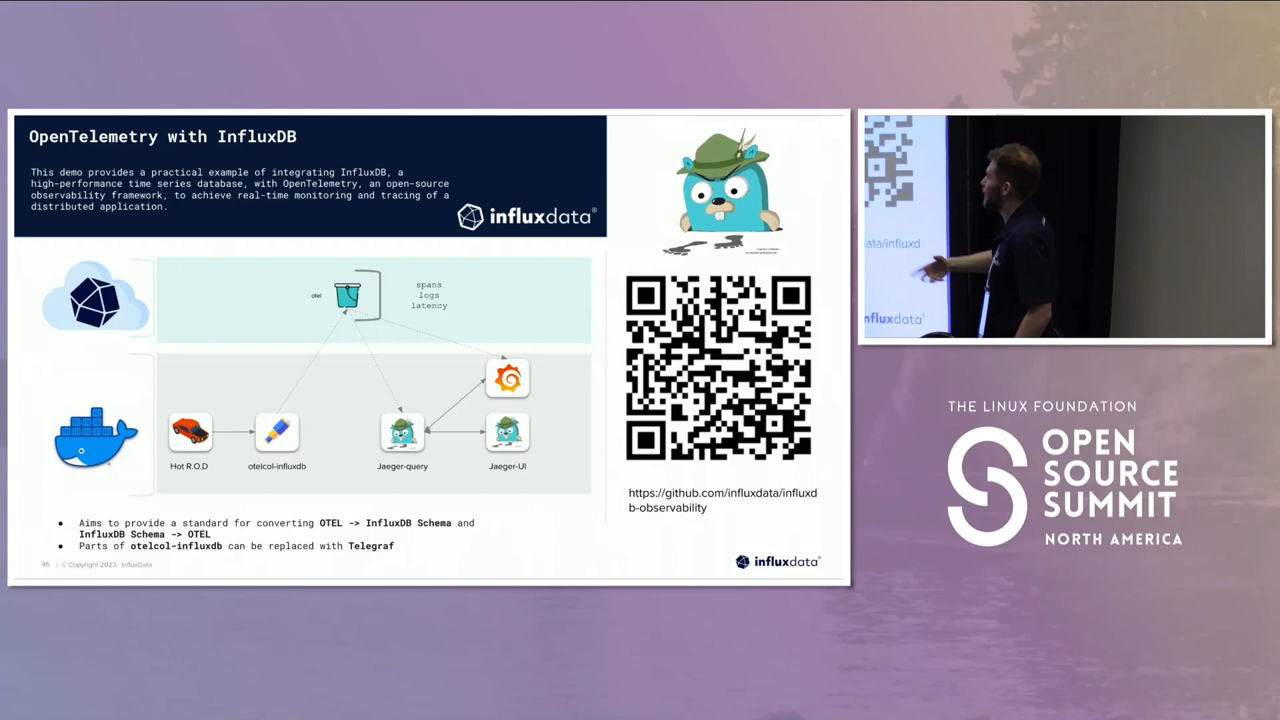 OpenTelemetry with InfluxDB
This demo provides a practical example of integrating InfluxDB, a
high-performance time series database, with OpenTelemetry, an open-source
observability framework, to achieve real-time monitoring and tracing of a
distributed application.
influxdata®
otel
spans
logs
latency
Hot R.O.D
otelcol-influxdb
Jaeger-query
Jaeger-UI
● Aims to provide a standard for converting OTEL -> InfluxDB Schema and
InfluxDB Schema -> OTEL
● Parts of otelcol-influxdb can be replaced with Telegraf
46 | © Copyright 2023, InfluxData
https://github.com/influxdata/influxd
b-observability
influxdata®
ata/influxd
nfluxdata®
THE LINUX FOUNDATION
OPEN
SOURCE
SUMMIT
NORTH AMERICA